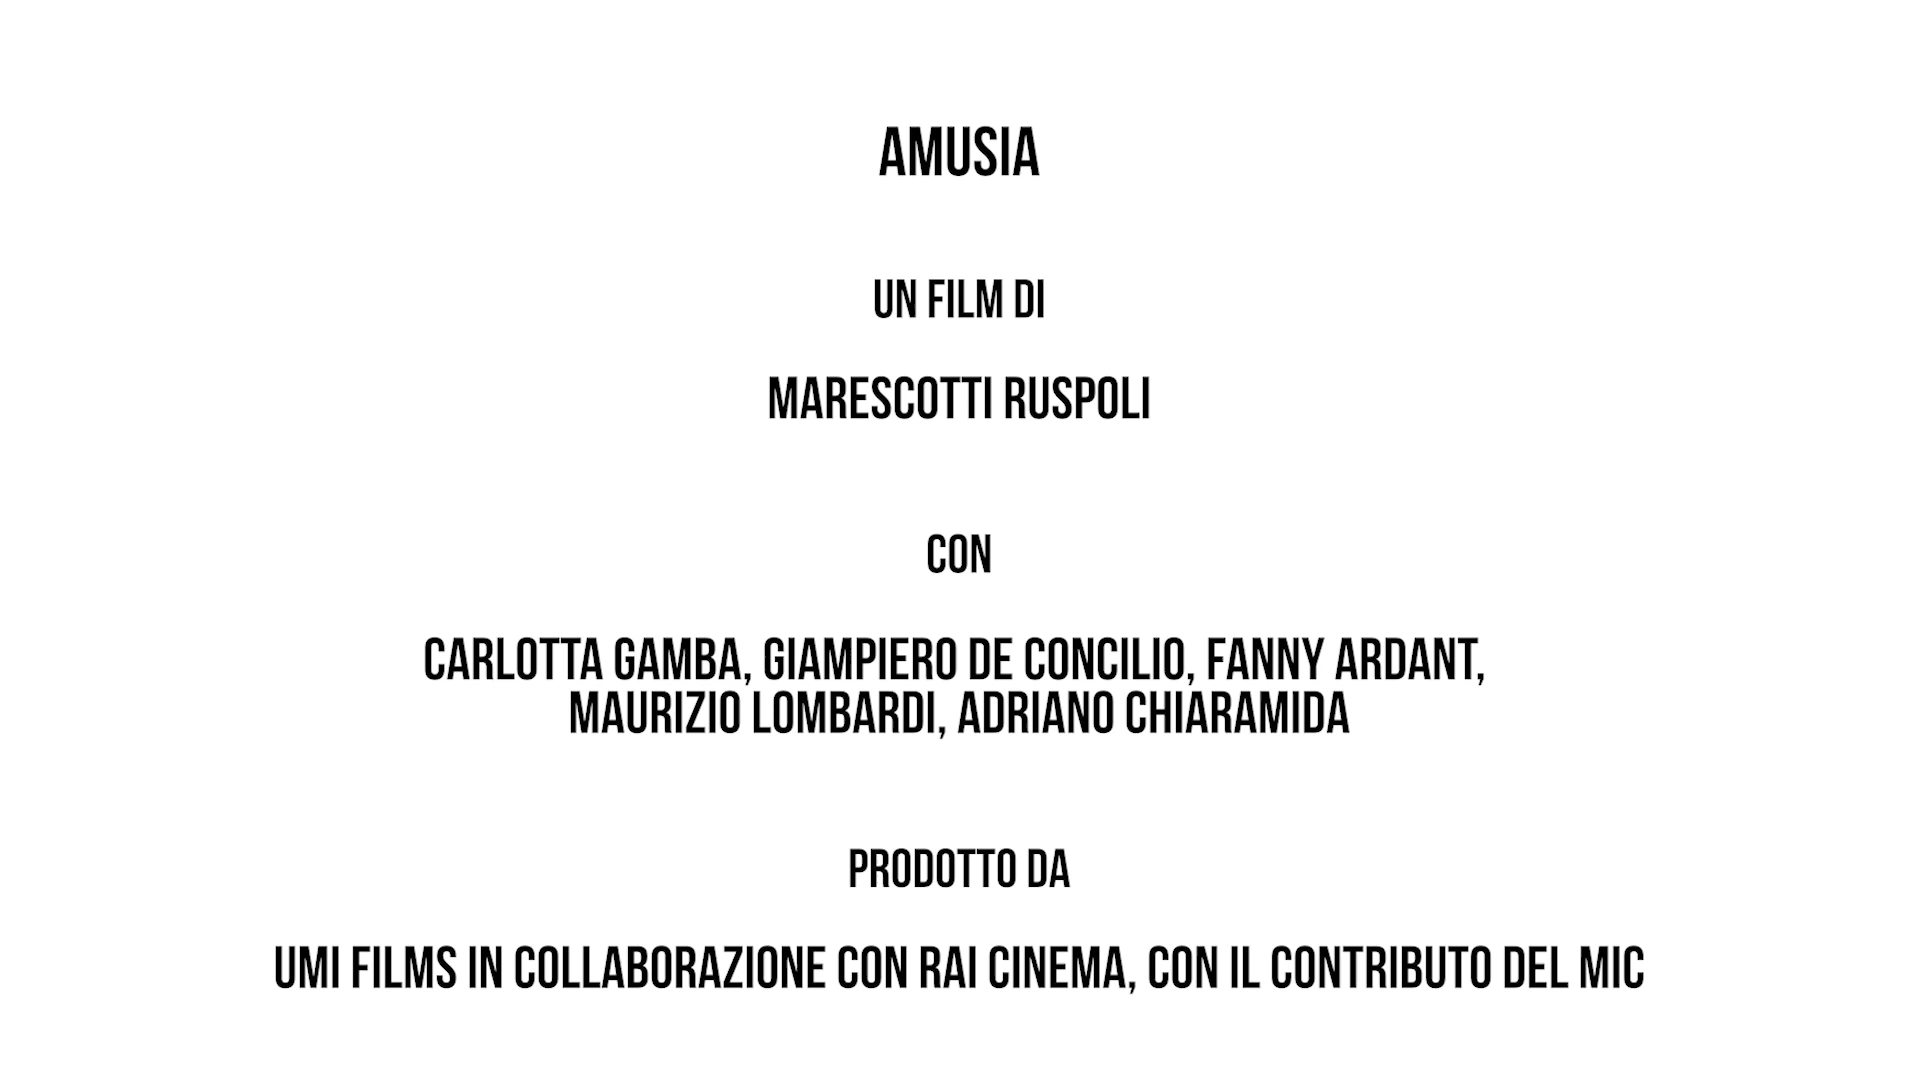 AMUSIA
UN FILM DI
MARESCOTTI RUSPOLI
CON
CARLOTTA GAMBA, GIAMPIERO DE CONCILIO, FANNY ARDANT,
MAURIZIO LOMBARDI, ADRIANO CHIARAMIDA
PRODOTTO DA
UMI FILMS IN COLLABORAZIONE CON RAI CINEMA, CON IL CONTRIBUTO DEL MIC